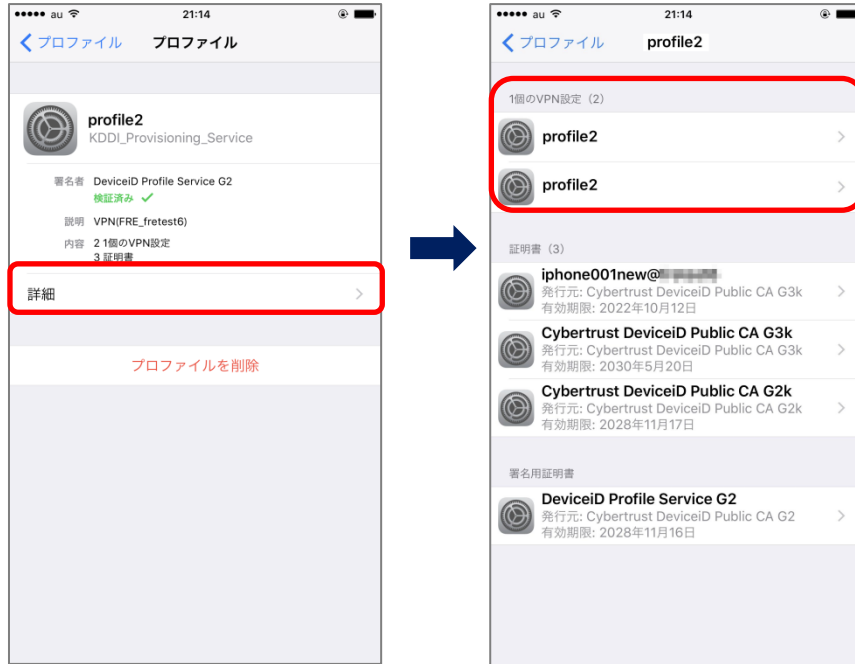 au 21:14
プロファイル プロファイル
profile2
KDDI_Provisioning_Service
署名者 DeviceiD Profile Service G2
検証済み
説明 VPN(FRE_fretest6)
内容 2 1個のVPN設定
3 証明書
詳細
プロファイルを削除
au 21:14
プロファイル profile2
1個のVPN設定（2）
profile2
profile2
証明書（3）
iphone001new@
発行元: Cybertrust DeviceiD Public CA G3k
有効期限: 2022年10月12日
Cybertrust DeviceiD Public CA G3k
発行元: Cybertrust DeviceiD Public CA G3k
有効期限: 2030年5月20日
Cybertrust DeviceiD Public CA G2k
発行元: Cybertrust DeviceiD Public CA G2k
有効期限: 2028年11月17日
署名用証明書
DeviceiD Profile Service G2
発行元: Cybertrust DeviceiD Public CA G2
有効期限: 2028年11月16日